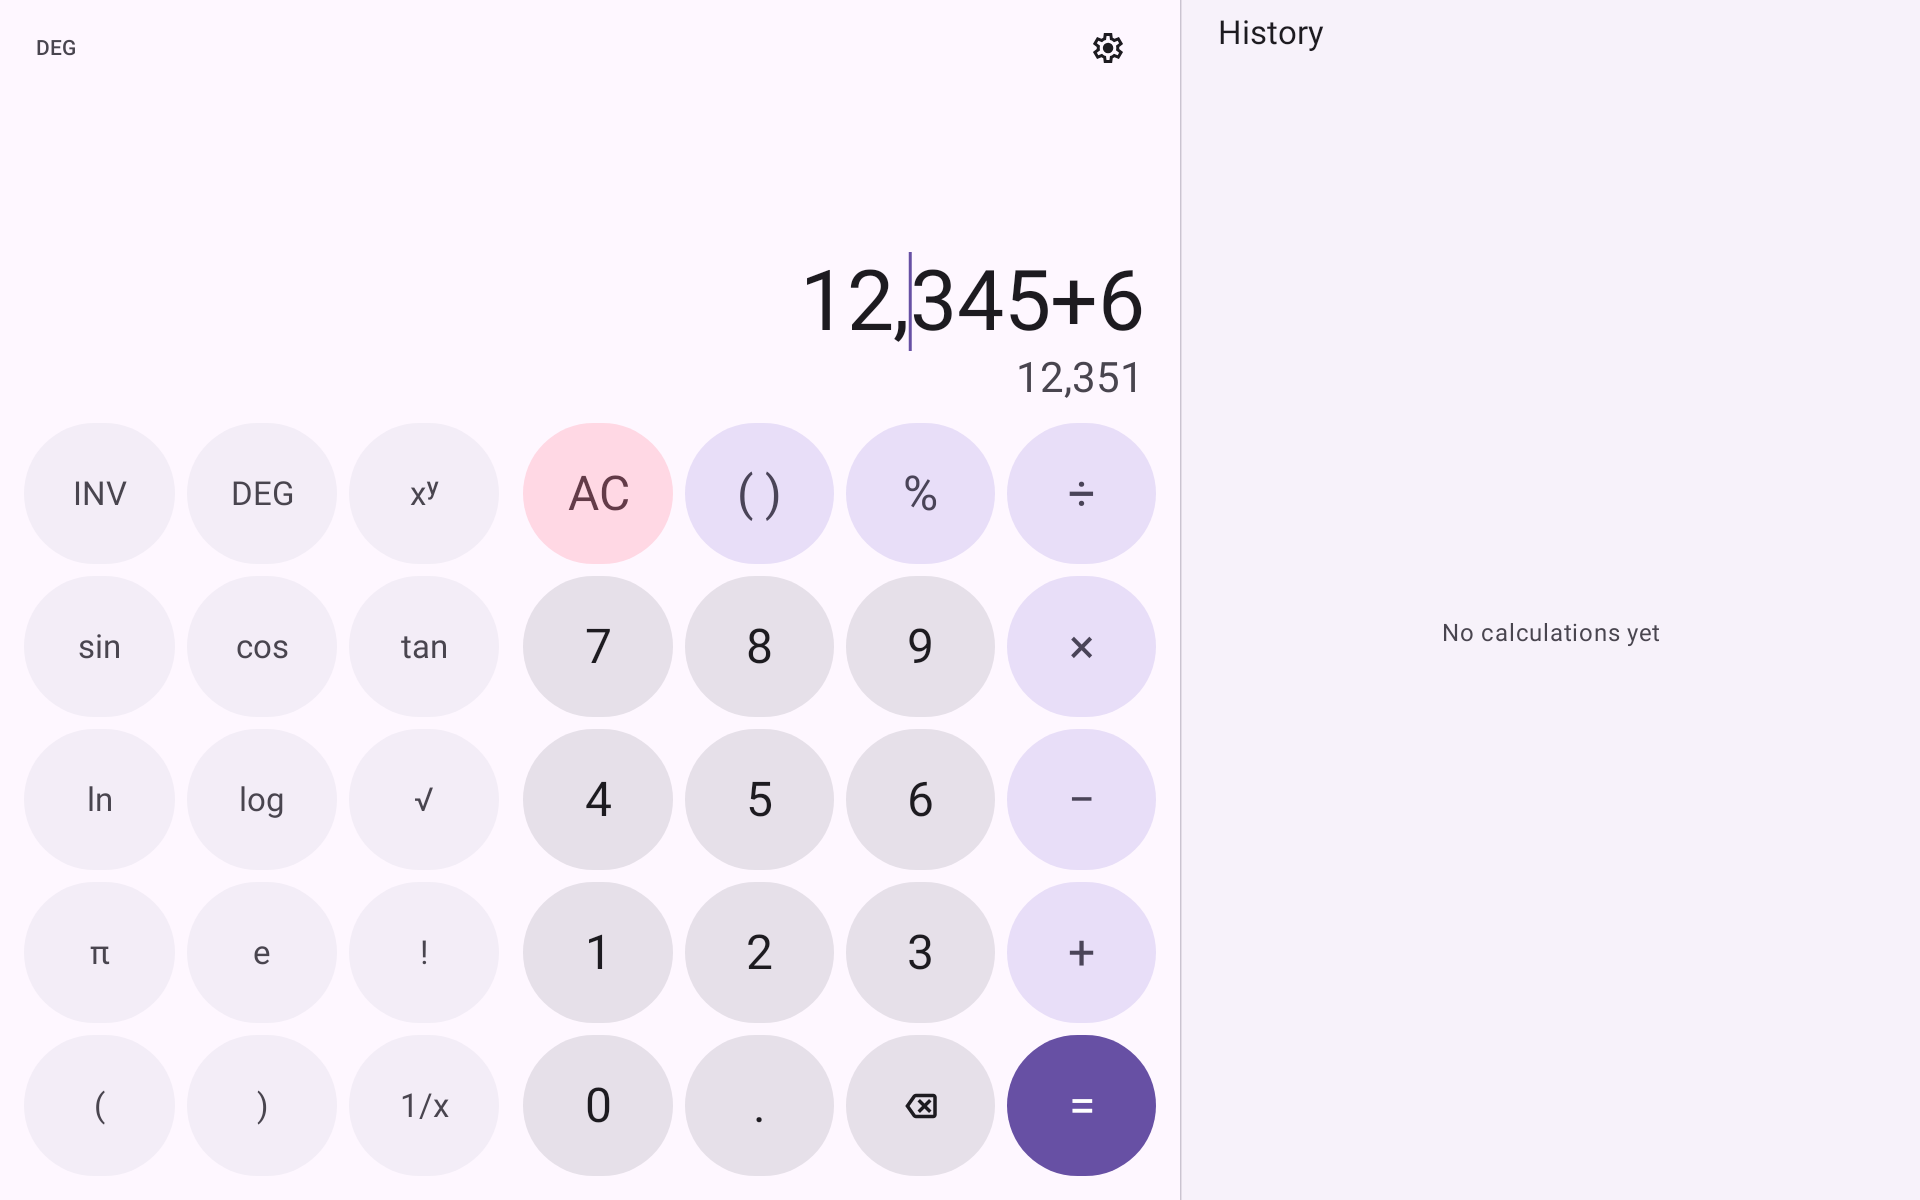 DEG
History
12,345+6
12,351
INV DEG xʸ AC ( ) % ÷
sin cos tan 7 8 9 ×
No calculations yet
ln log √ 4 5 6 −
π e ! 1 2 3 +
( ) 1/x 0 . =